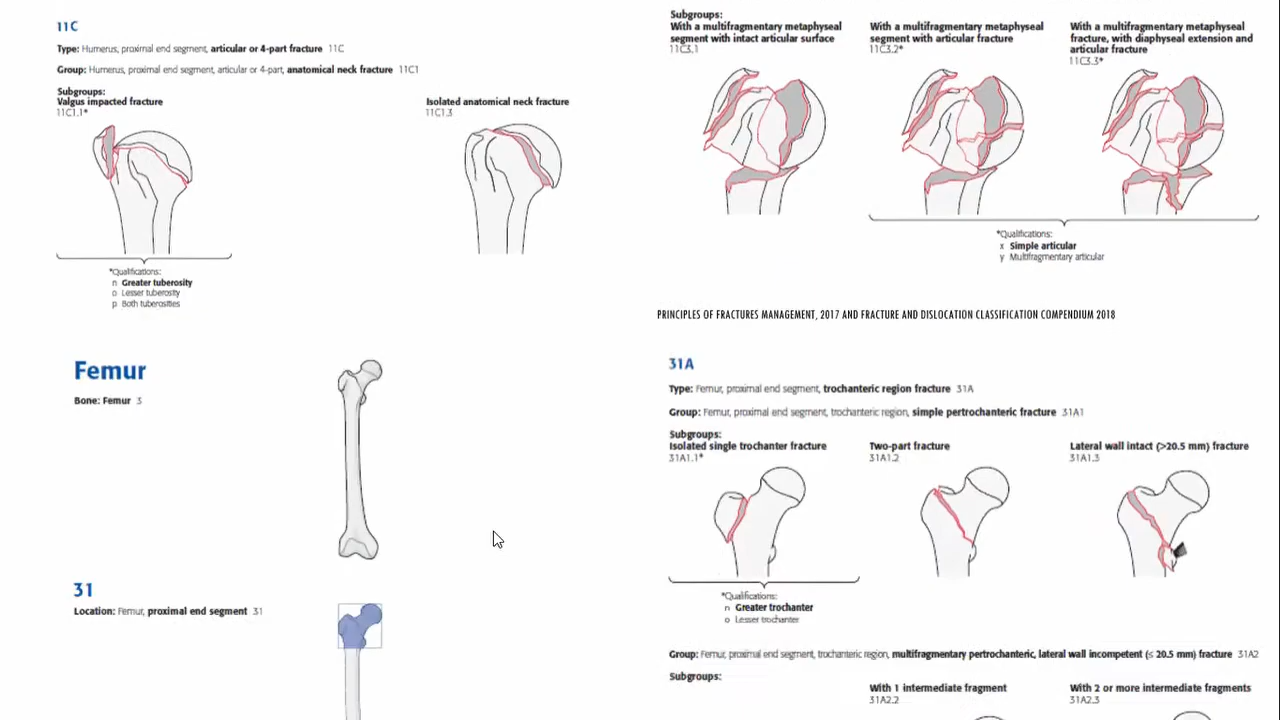 11C
Type: Humerus, proximal end segment, articular or 4-part fracture 11C
Group: Humerus, proximal end segment, articular or 4-part, anatomical neck fracture 11C1
Subgroups:
Valgus impacted fracture
11C1.1*
Isolated anatomical neck fracture
11C1.3
*Qualifications:
n Greater tuberosity
o Lesser tuberosity
p Both tuberosities
Subgroups:
With a multifragmentary metaphyseal
segment with intact articular surface
11C3.1
With a multifragmentary metaphyseal
segment with articular fracture
11C3.2*
With a multifragmentary metaphyseal
fracture, with diaphyseal extension and
articular fracture
11C3.3*
*Qualifications:
x Simple articular
y Multifragmentary articular
PRINCIPLES OF FRACTURES MANAGEMENT, 2017 AND FRACTURE AND DISLOCATION CLASSIFICATION COMPENDIUM 2018
Femur
Bone: Femur 3
31
Location: Femur, proximal end segment 31
31A
Type: Femur, proximal end segment, trochanteric region fracture 31A
Group: Femur, proximal end segment, trochanteric region, simple pertrochanteric fracture 31A1
Subgroups:
Isolated single trochanter fracture
31A1.1*
Two-part fracture
31A1.2
Lateral wall intact (>20.5 mm) fracture
31A1.3
*Qualifications:
n Greater trochanter
o Lesser trochanter
Group: Femur, proximal end segment, trochanteric region, multifragmentary pertrochanteric, lateral wall incompetent (≤ 20.5 mm) fracture 31A2
Subgroups:
With 1 intermediate fragment
31A2.2
With 2 or more intermediate fragments
31A2.3